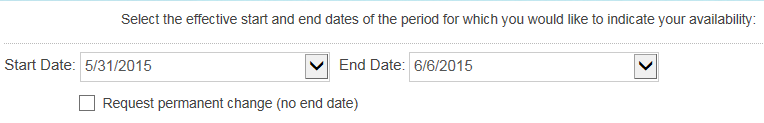 Select the effective start and end dates of the period for which you would like to indicate your availability:
Start Date: 5/31/2015 End Date: 6/6/2015
Request permanent change (no end date)